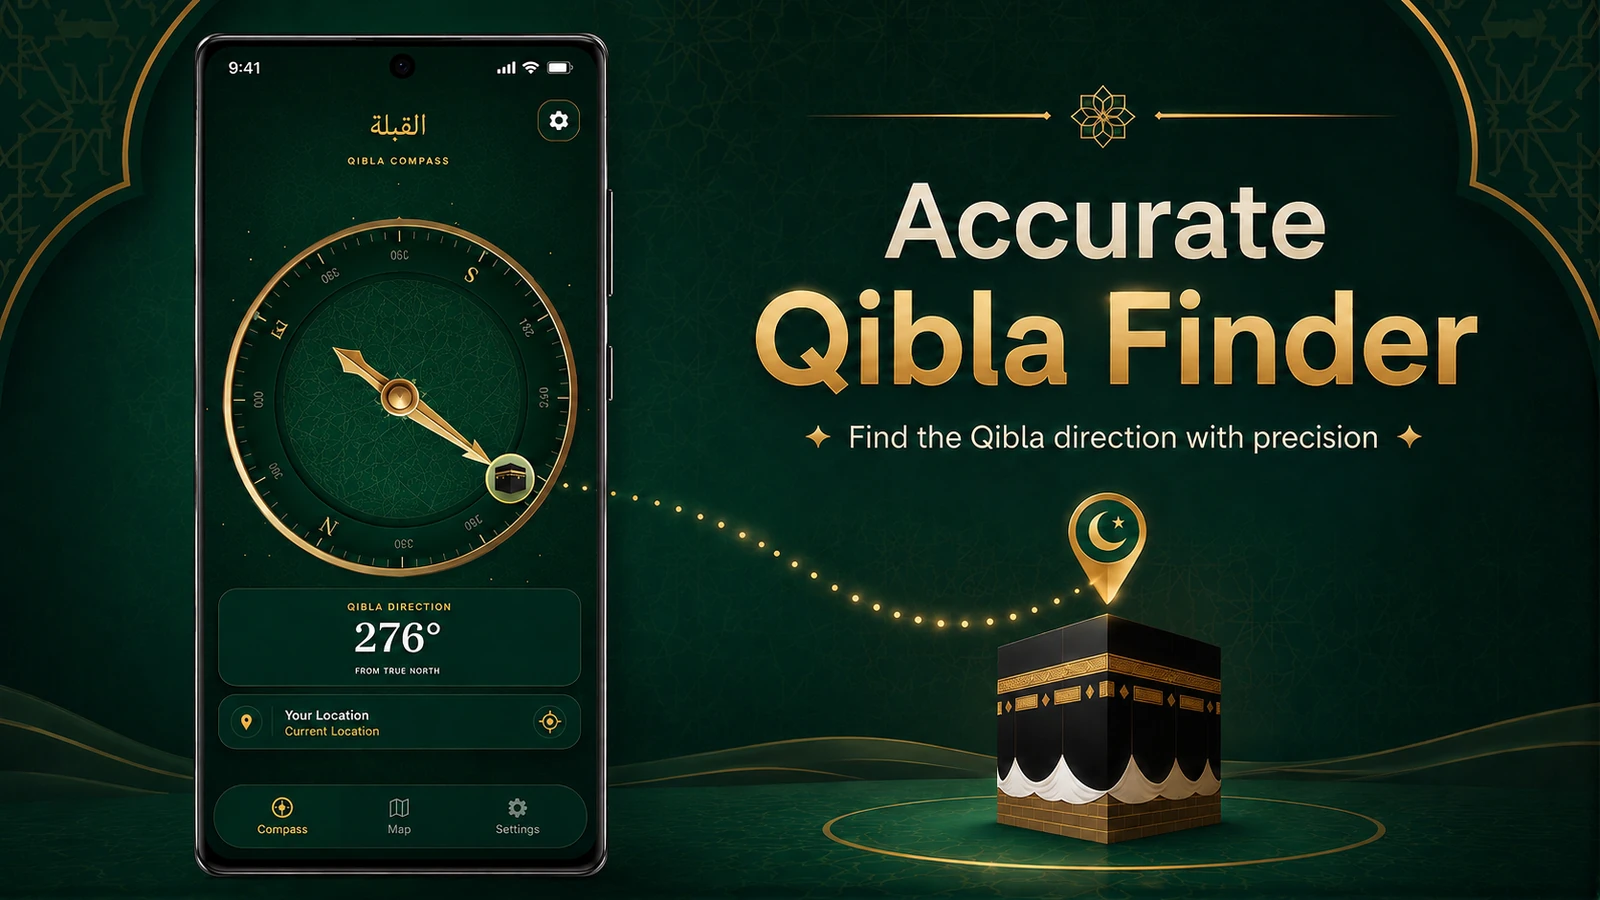 9:41
القبلة
QIBLA COMPASS
S
E
N
QIBLA DIRECTION
276°
FROM TRUE NORTH
Your Location
Current Location
Compass
Map
Settings
Accurate
Qibla Finder
Find the Qibla direction with precision